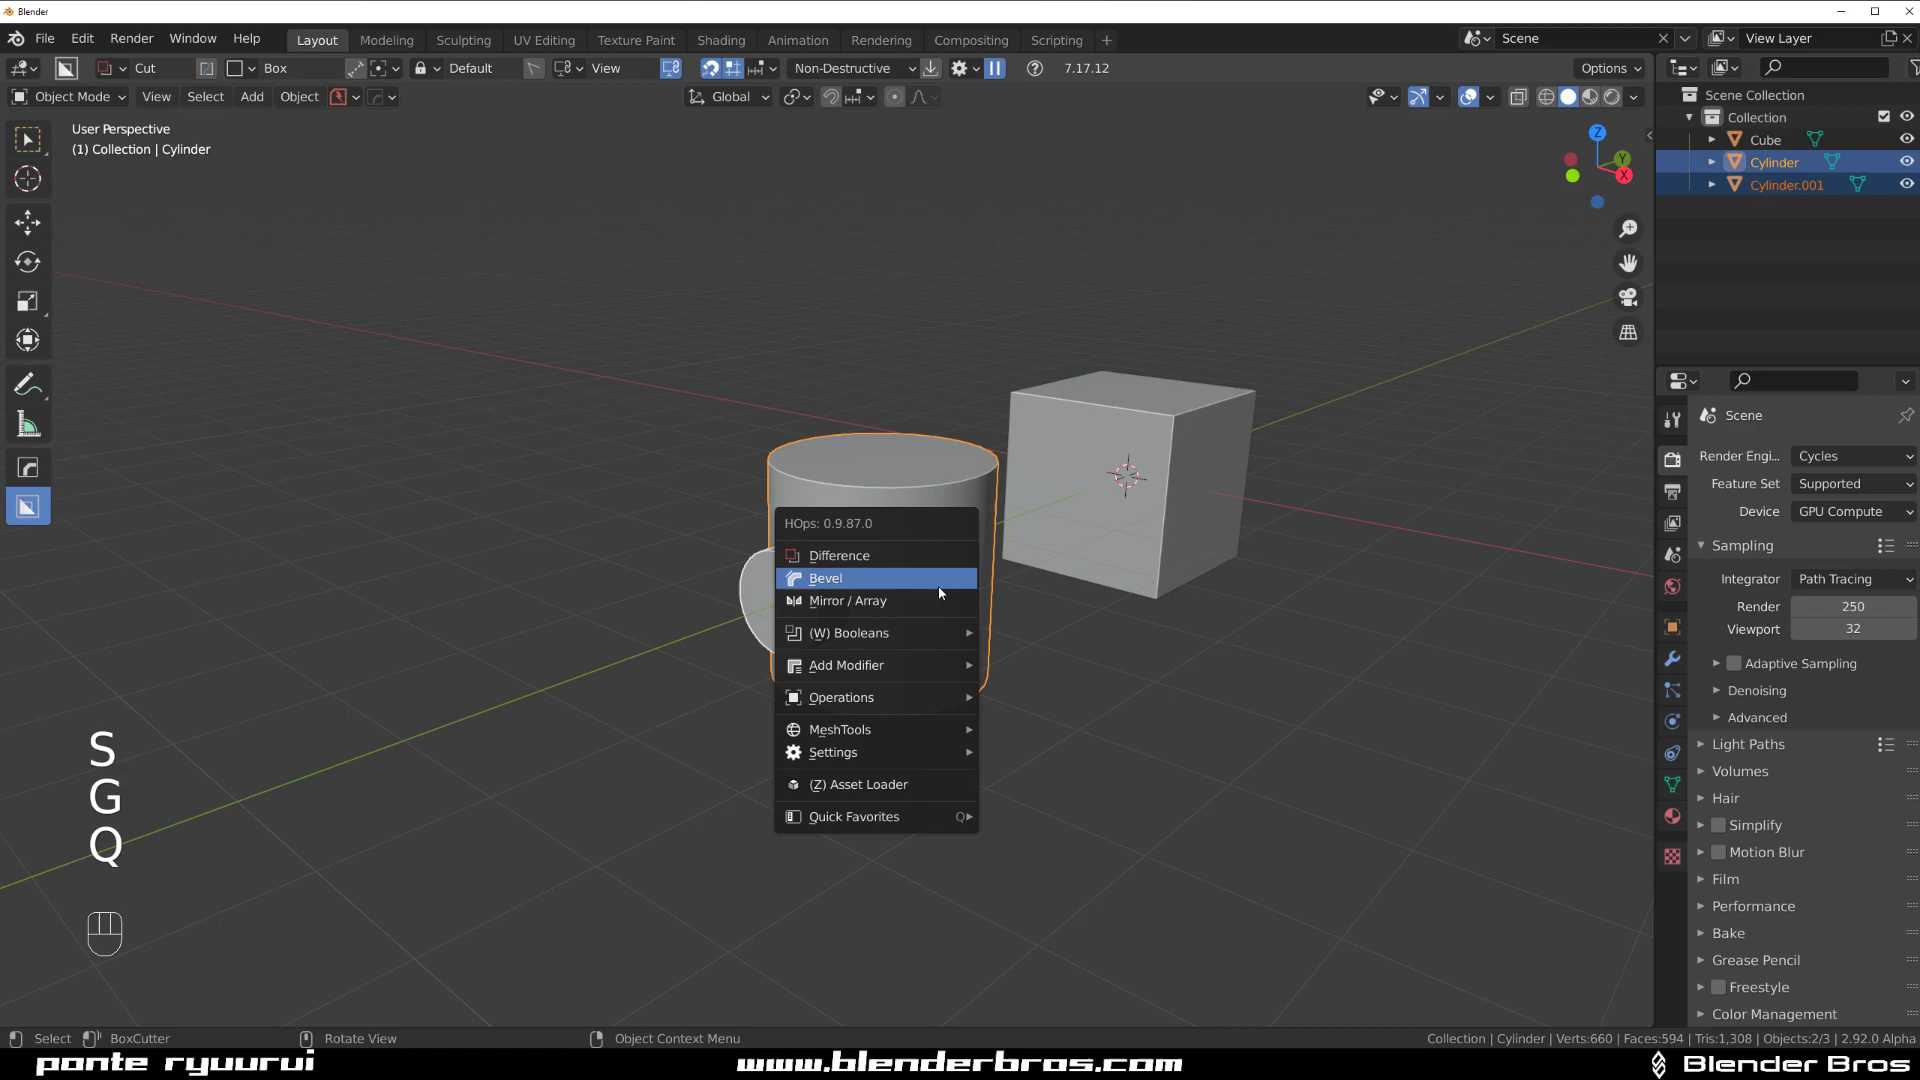 Blender
File Edit Render Window Help
Layout Modeling Sculpting UV Editing Texture Paint Shading Animation Rendering Compositing Scripting +
Scene
View Layer
Cut Box Default View Non-Destructive 7.17.12 Options
Object Mode View Select Add Object Global
User Perspective
(1) Collection | Cylinder
Z
Y
X
Scene Collection
Collection
Cube
Cylinder
Cylinder.001
HOps: 0.9.87.0
Difference
Bevel
Mirror / Array
(W) Booleans
Add Modifier
Operations
MeshTools
Settings
(Z) Asset Loader
Quick Favorites Q
S
G
Q
Scene
Render Engi... Cycles
Feature Set Supported
Device GPU Compute
Sampling
Integrator Path Tracing
Render 250
Viewport 32
Adaptive Sampling
Denoising
Advanced
Light Paths
Volumes
Hair
Simplify
Motion Blur
Film
Performance
Bake
Grease Pencil
Freestyle
Color Management
Select BoxCutter Rotate View Object Context Menu Collection | Cylinder | Verts:660 | Faces:594 | Tris:1,308 | Objects:2/3 | 2.92.0 Alpha
ponte ryuurui www.blenderbros.com Blender Bros